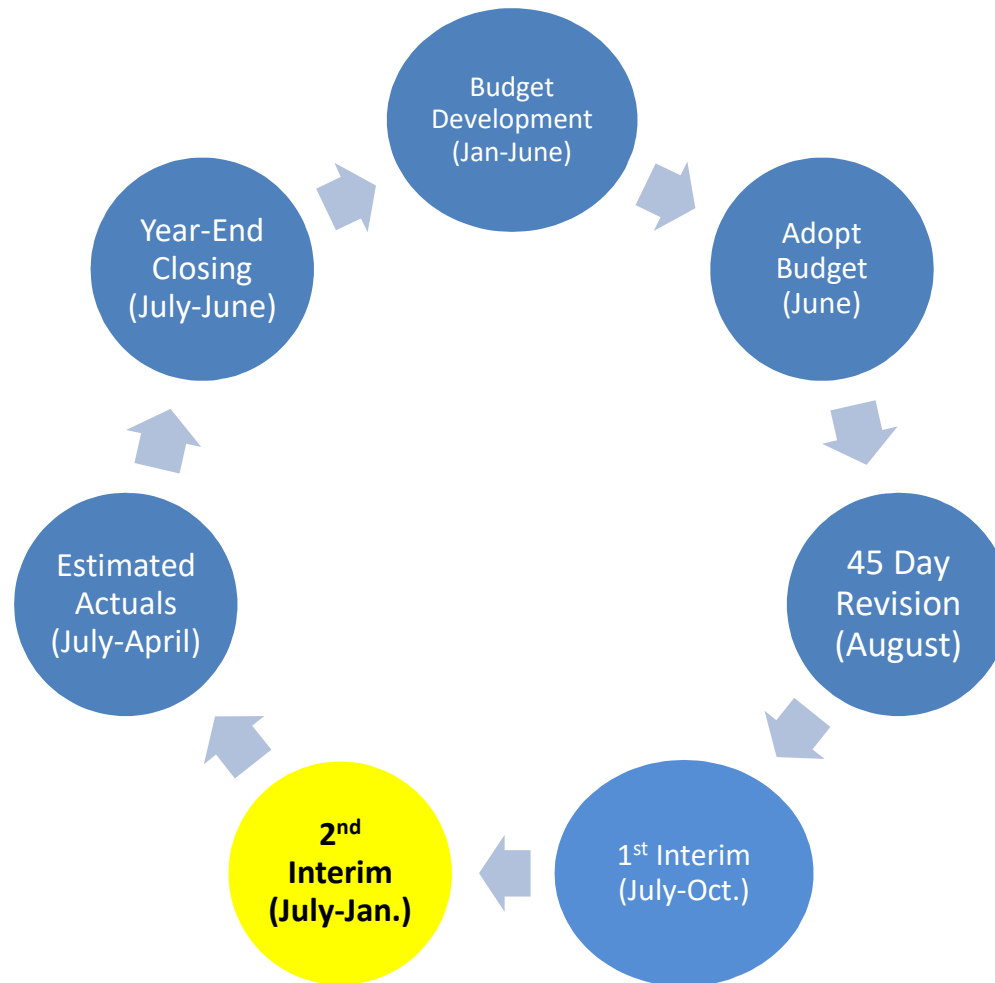 Budget
Development
(Jan-June)
Adopt
Budget
(June)
45 Day
Revision
(August)
1st Interim
(July-Oct.)
2nd
Interim
(July-Jan.)
Estimated
Actuals
(July-April)
Year-End
Closing
(July-June)